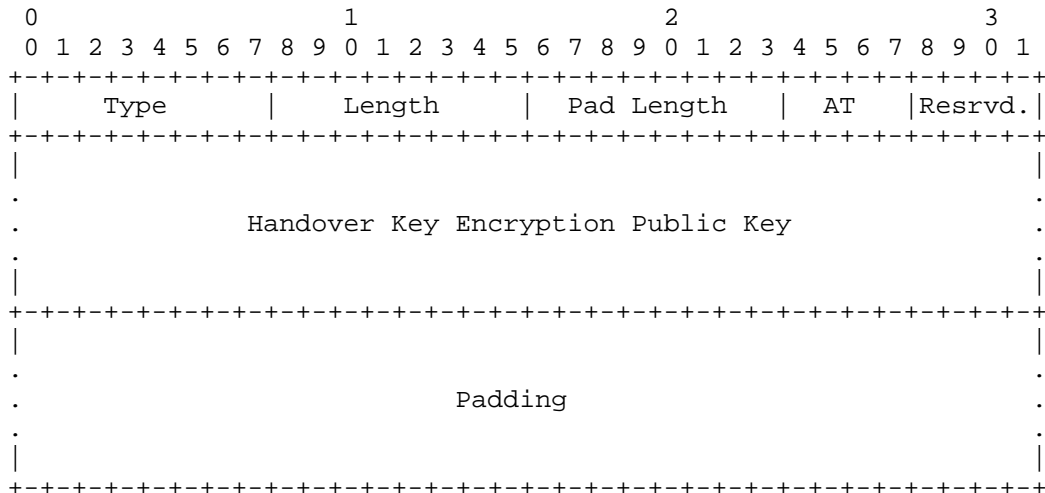 0                   1                   2                   3
 0 1 2 3 4 5 6 7 8 9 0 1 2 3 4 5 6 7 8 9 0 1 2 3 4 5 6 7 8 9 0 1
+-+-+-+-+-+-+-+-+-+-+-+-+-+-+-+-+-+-+-+-+-+-+-+-+-+-+-+-+-+-+-+-+
|     Type      |    Length     |  Pad Length   |  AT   |Resrvd.|
+-+-+-+-+-+-+-+-+-+-+-+-+-+-+-+-+-+-+-+-+-+-+-+-+-+-+-+-+-+-+-+-+
|                                                               |
.                                                               .
.              Handover Key Encryption Public Key               .
.                                                               .
|                                                               |
+-+-+-+-+-+-+-+-+-+-+-+-+-+-+-+-+-+-+-+-+-+-+-+-+-+-+-+-+-+-+-+-+
|                                                               |
.                                                               .
.                           Padding                             .
.                                                               .
|                                                               |
+-+-+-+-+-+-+-+-+-+-+-+-+-+-+-+-+-+-+-+-+-+-+-+-+-+-+-+-+-+-+-+-+